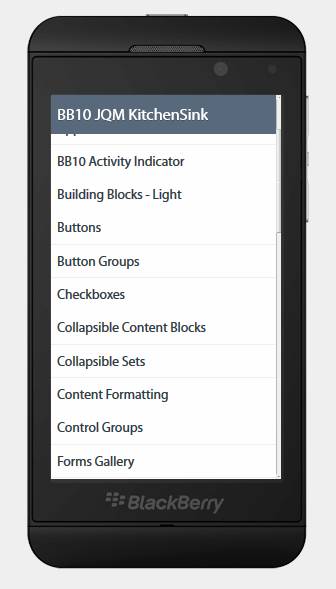 BB10 JQM KitchenSink
BB10 Activity Indicator
Building Blocks - Light
Buttons
Button Groups
Checkboxes
Collapsible Content Blocks
Collapsible Sets
Content Formatting
Control Groups
Forms Gallery
BlackBerry